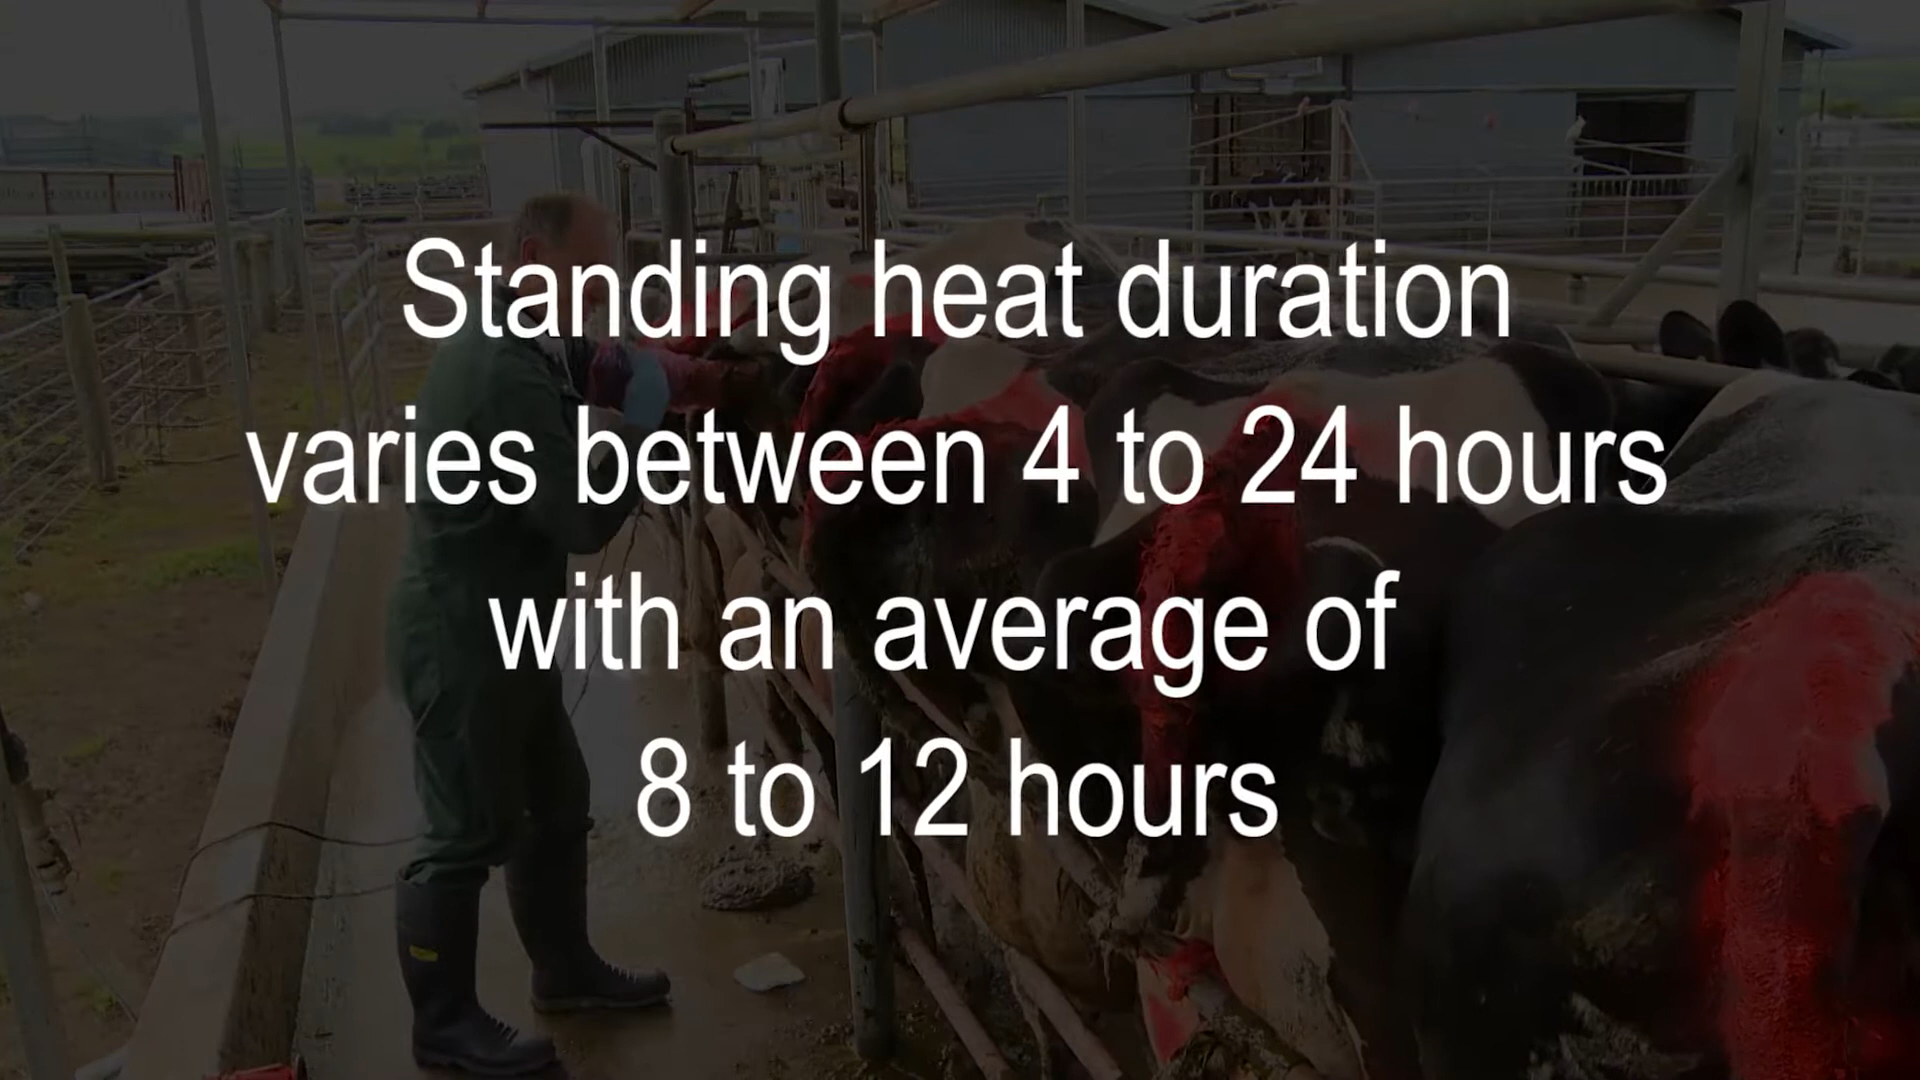 Standing heat duration
varies between 4 to 24 hours
with an average of
8 to 12 hours